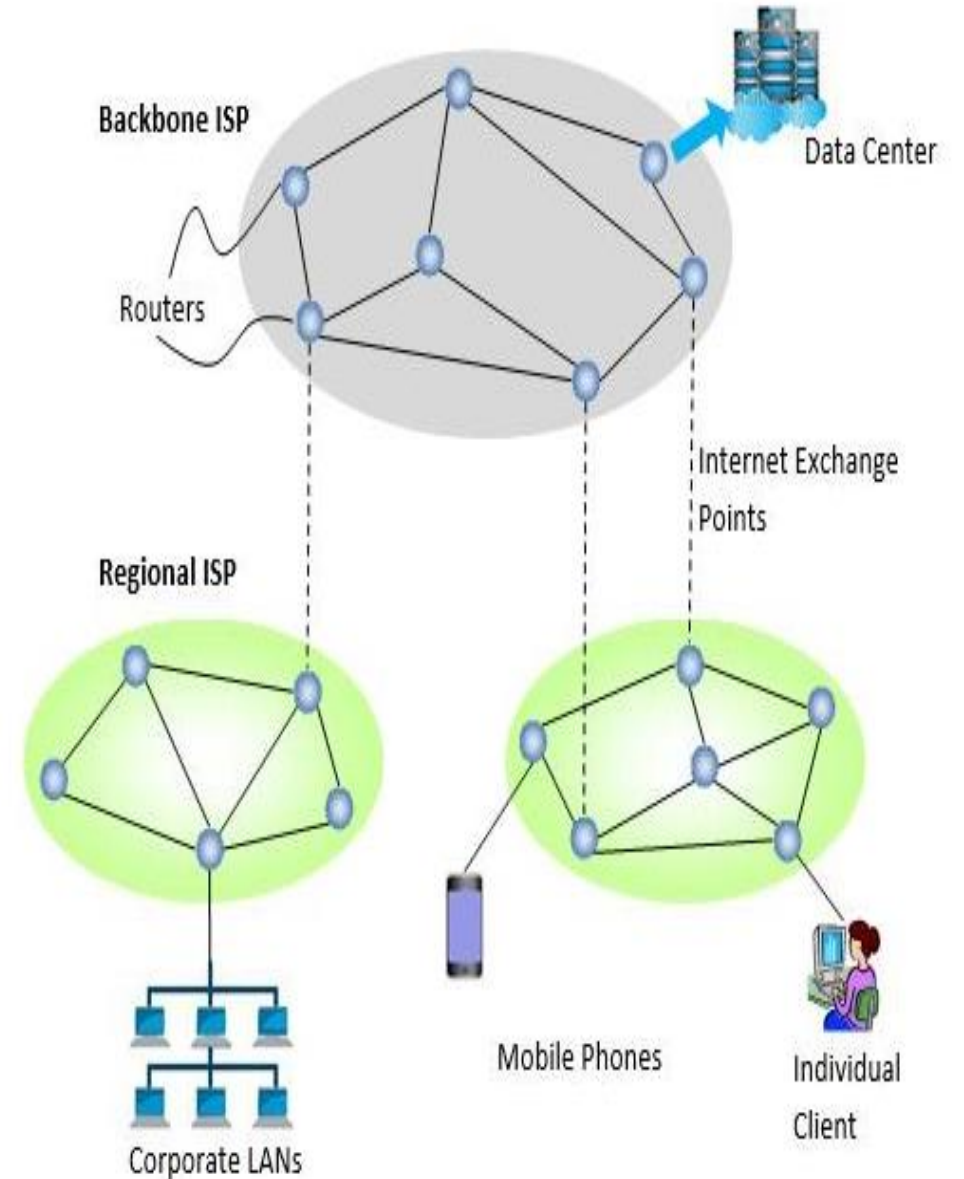 Backbone ISP
Data Center
Routers
Internet Exchange
Points
Regional ISP
Mobile Phones
Individual
Client
Corporate LANs